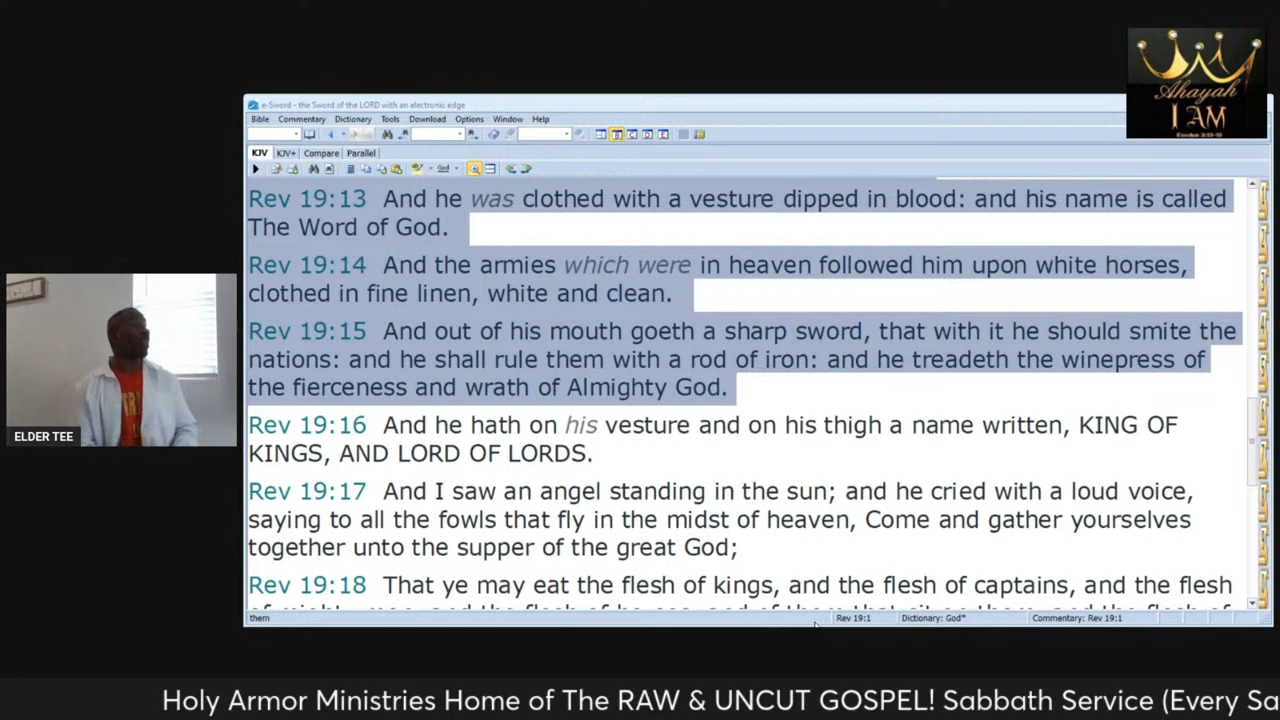 Ahayah
I AM
Exodus 3:13-15
e-Sword - the Sword of the LORD with an electronic edge
Bible Commentary Dictionary Tools Download Options Window Help
KJV KJV+ Compare Parallel
God
Rev 19:13 And he was clothed with a vesture dipped in blood: and his name is called
The Word of God.
Rev 19:14 And the armies which were in heaven followed him upon white horses,
clothed in fine linen, white and clean.
Rev 19:15 And out of his mouth goeth a sharp sword, that with it he should smite the
nations: and he shall rule them with a rod of iron: and he treadeth the winepress of
the fierceness and wrath of Almighty God.
Rev 19:16 And he hath on his vesture and on his thigh a name written, KING OF
KINGS, AND LORD OF LORDS.
Rev 19:17 And I saw an angel standing in the sun; and he cried with a loud voice,
saying to all the fowls that fly in the midst of heaven, Come and gather yourselves
together unto the supper of the great God;
Rev 19:18 That ye may eat the flesh of kings, and the flesh of captains, and the flesh
them Rev 19:1 Dictionary: God* Commentary: Rev 19:1
ELDER TEE
Holy Armor Ministries Home of The RAW & UNCUT GOSPEL! Sabbath Service (Every Sa